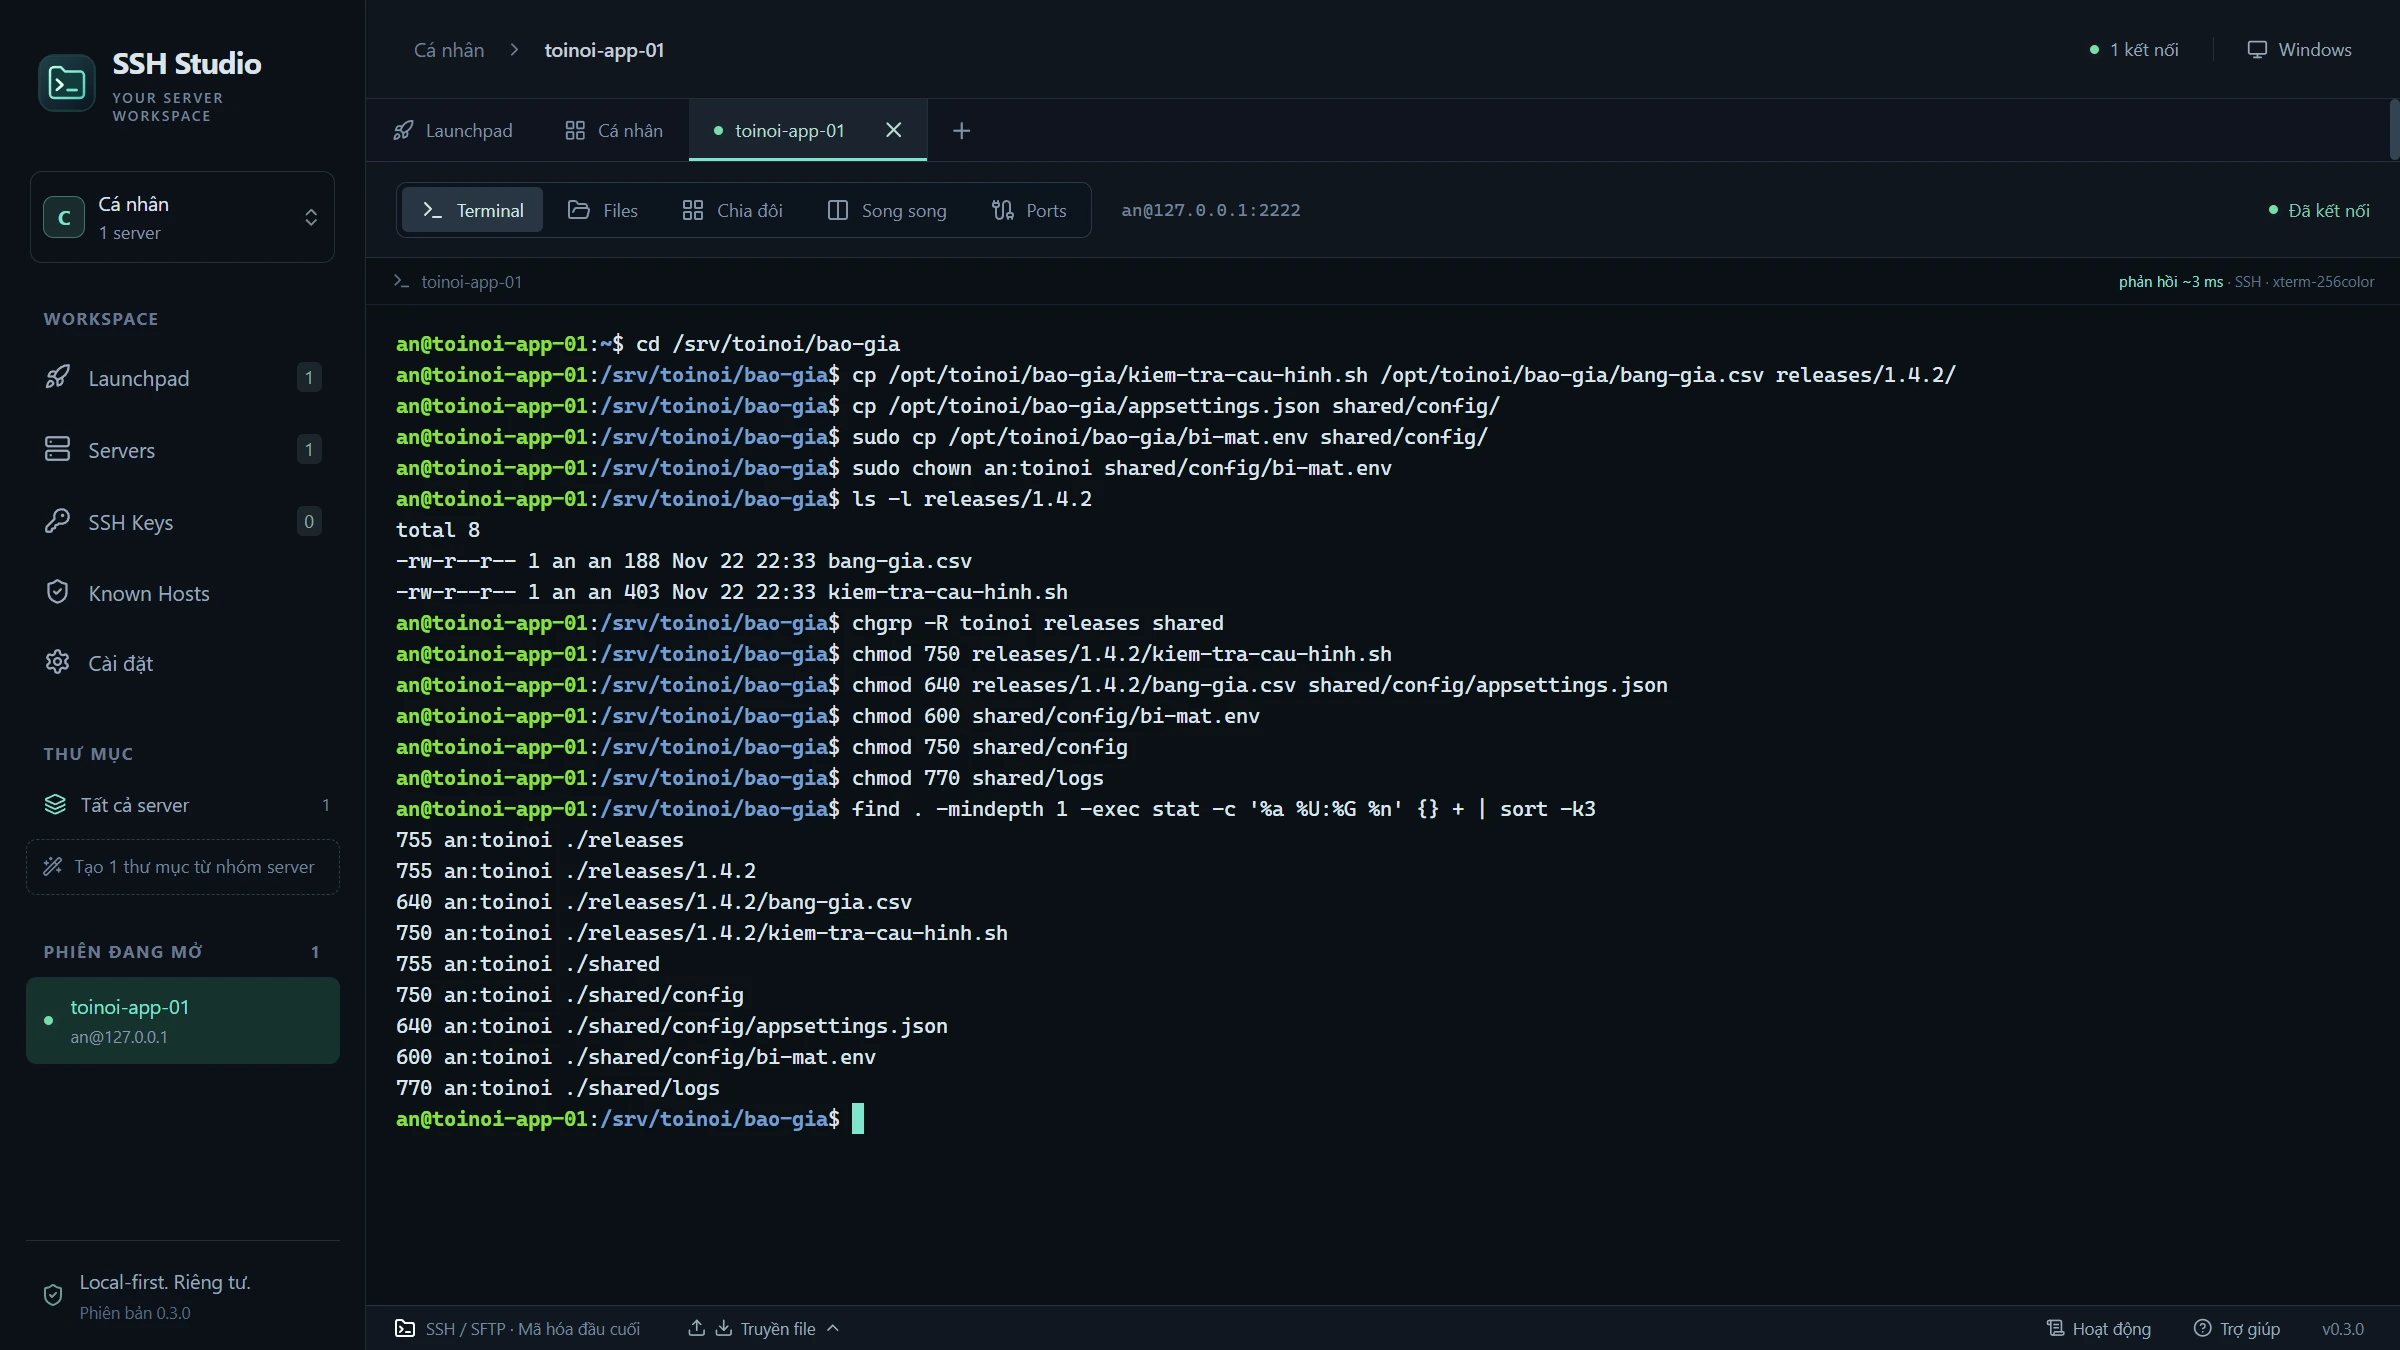 SSH Studio
YOUR SERVER
WORKSPACE
C
Cá nhân
1 server
WORKSPACE
Launchpad 1
Servers 1
SSH Keys 0
Known Hosts
Cài đặt
THƯ MỤC
Tất cả server 1
Tạo 1 thư mục từ nhóm server
PHIÊN ĐANG MỞ 1
toinoi-app-01
an@127.0.0.1
Local-first. Riêng tư.
Phiên bản 0.3.0
Cá nhân > toinoi-app-01
1 kết nối
Windows
Launchpad
Cá nhân
toinoi-app-01
Terminal
Files
Chia đôi
Song song
Ports
an@127.0.0.1:2222
Đã kết nối
toinoi-app-01
phản hồi ~3 ms · SSH · xterm-256color
an@toinoi-app-01:~$ cd /srv/toinoi/bao-gia
an@toinoi-app-01:/srv/toinoi/bao-gia$ cp /opt/toinoi/bao-gia/kiem-tra-cau-hinh.sh /opt/toinoi/bao-gia/bang-gia.csv releases/1.4.2/
an@toinoi-app-01:/srv/toinoi/bao-gia$ cp /opt/toinoi/bao-gia/appsettings.json shared/config/
an@toinoi-app-01:/srv/toinoi/bao-gia$ sudo cp /opt/toinoi/bao-gia/bi-mat.env shared/config/
an@toinoi-app-01:/srv/toinoi/bao-gia$ sudo chown an:toinoi shared/config/bi-mat.env
an@toinoi-app-01:/srv/toinoi/bao-gia$ ls -l releases/1.4.2
total 8
-rw-r--r-- 1 an an 188 Nov 22 22:33 bang-gia.csv
-rw-r--r-- 1 an an 403 Nov 22 22:33 kiem-tra-cau-hinh.sh
an@toinoi-app-01:/srv/toinoi/bao-gia$ chgrp -R toinoi releases shared
an@toinoi-app-01:/srv/toinoi/bao-gia$ chmod 750 releases/1.4.2/kiem-tra-cau-hinh.sh
an@toinoi-app-01:/srv/toinoi/bao-gia$ chmod 640 releases/1.4.2/bang-gia.csv shared/config/appsettings.json
an@toinoi-app-01:/srv/toinoi/bao-gia$ chmod 600 shared/config/bi-mat.env
an@toinoi-app-01:/srv/toinoi/bao-gia$ chmod 750 shared/config
an@toinoi-app-01:/srv/toinoi/bao-gia$ chmod 770 shared/logs
an@toinoi-app-01:/srv/toinoi/bao-gia$ find . -mindepth 1 -exec stat -c '%a %U:%G %n' {} + | sort -k3
755 an:toinoi ./releases
755 an:toinoi ./releases/1.4.2
640 an:toinoi ./releases/1.4.2/bang-gia.csv
750 an:toinoi ./releases/1.4.2/kiem-tra-cau-hinh.sh
755 an:toinoi ./shared
750 an:toinoi ./shared/config
640 an:toinoi ./shared/config/appsettings.json
600 an:toinoi ./shared/config/bi-mat.env
770 an:toinoi ./shared/logs
an@toinoi-app-01:/srv/toinoi/bao-gia$
SSH / SFTP · Mã hóa đầu cuối
Truyền file
Hoạt động
Trợ giúp
v0.3.0